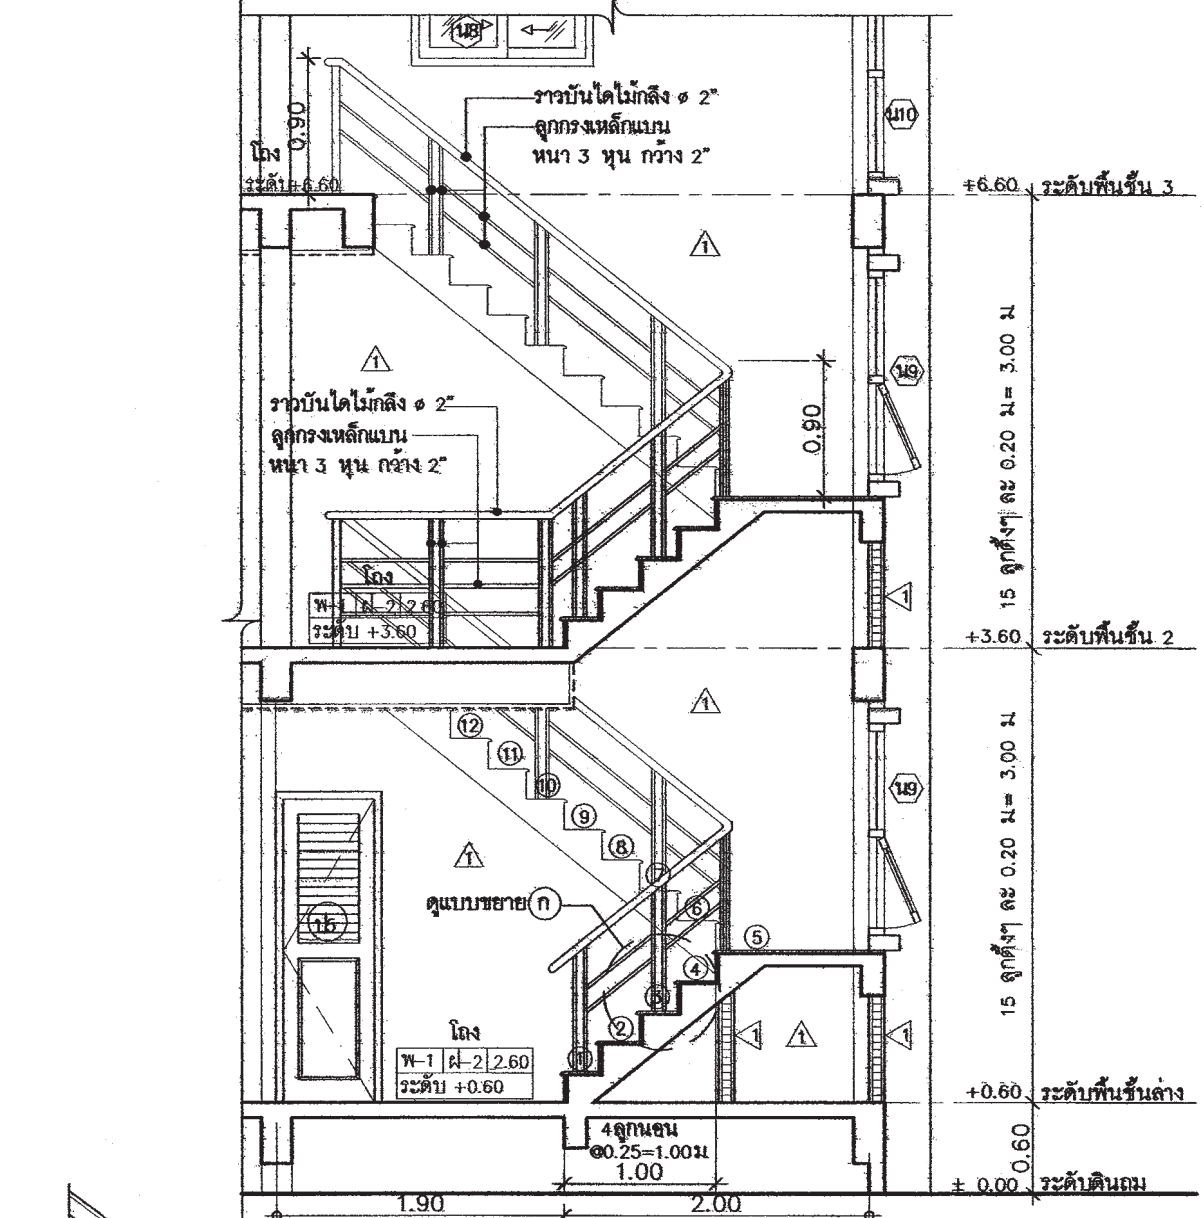 น8
ราวบันไดไม้กลึง ø 2"
ลูกกรงเหล็กแบน
หนา 3 หุน กว้าง 2"
0.90
น10
โถง
ระดับ+6.60
+6.60 ระดับพื้นชั้น 3
1
1
น9
ราวบันไดไม้กลึง ø 2"
ลูกกรงเหล็กแบน
หนา 3 หุน กว้าง 2"
0.90
15 ลูกตั้งๆ ละ 0.20 ม.= 3.00 ม
โถง
พ-1 ฝ-2 2.60
ระดับ +3.60
1
+3.60 ระดับพื้นชั้น 2
1
12
11
10
9
8
7
6
5
4
3
2
1
น9
1
ดูแบบขยาย ก
ป5
15 ลูกตั้งๆ ละ 0.20 ม.= 3.00 ม
โถง
พ-1 ฝ-2 2.60
ระดับ +0.60
1
1
1
+0.60 ระดับพื้นชั้นล่าง
4ลูกนอน
@0.25=1.00ม
1.00
0.60
± 0.00 ระดับดินถม
1.90
2.00